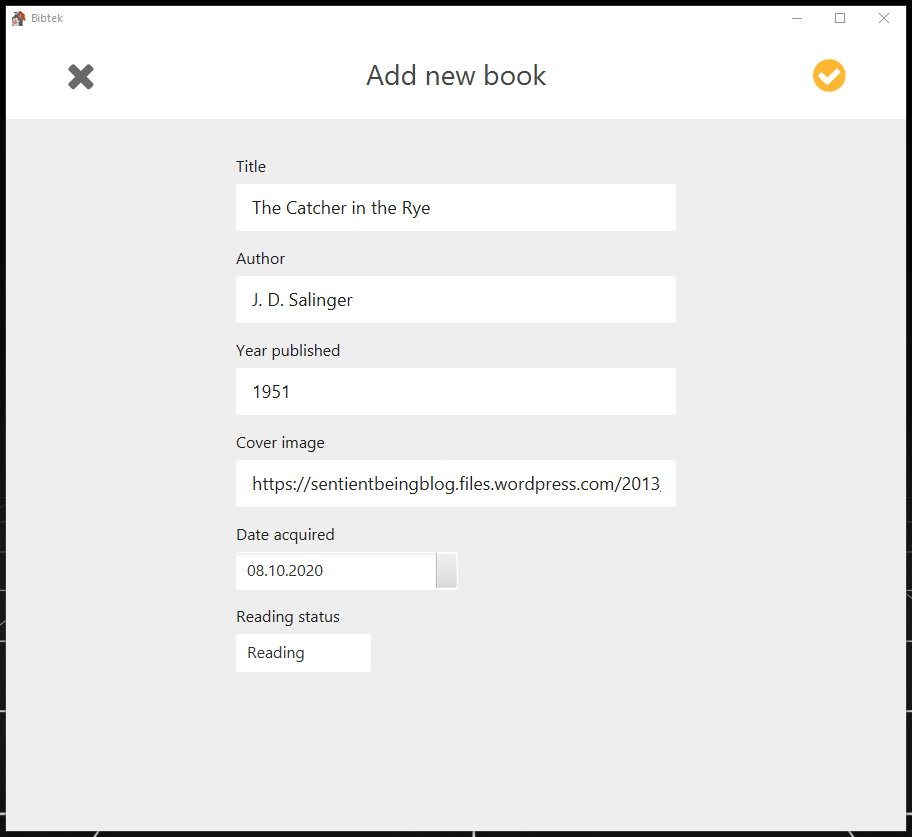 Bibtek
Add new book
Title
The Catcher in the Rye
Author
J. D. Salinger
Year published
1951
Cover image
https://sentientbeingblog.files.wordpress.com/2013
Date acquired
08.10.2020
Reading status
Reading